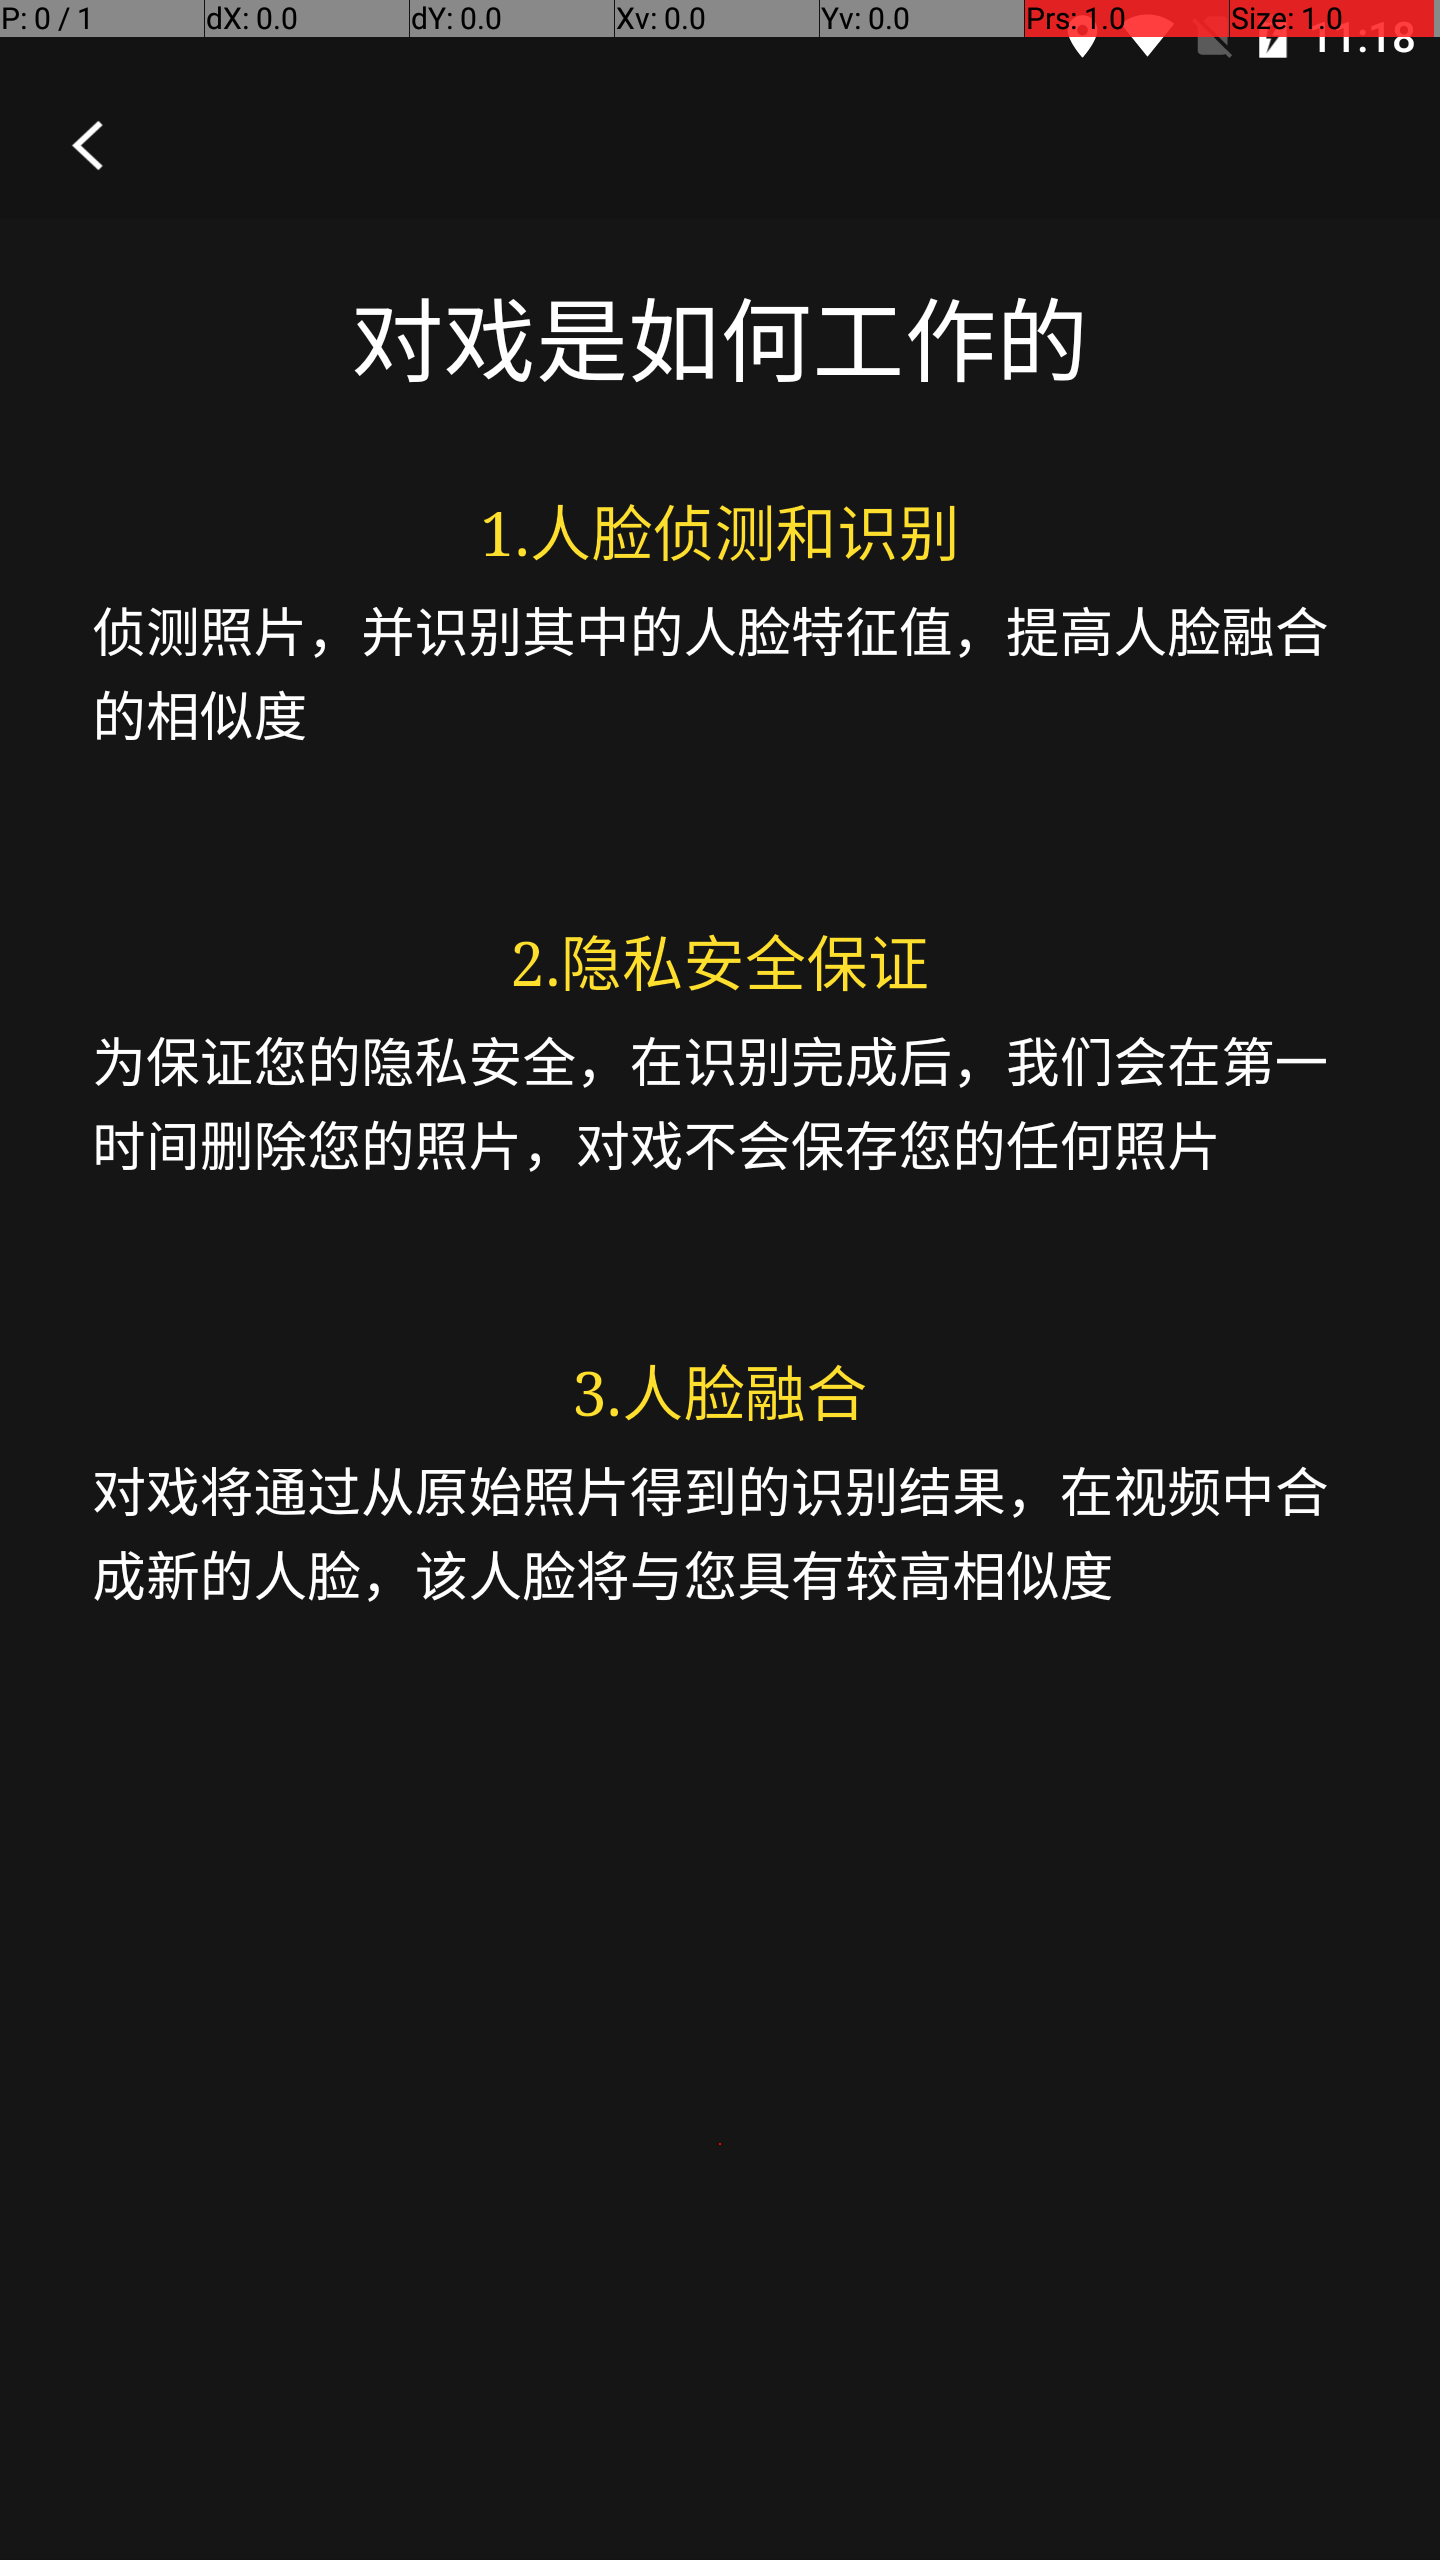 P: 0 / 1 dX: 0.0 dY: 0.0 Xv: 0.0 Yv: 0.0 Prs: 1.0 Size: 1.0
11:18
对戏是如何工作的
1.人脸侦测和识别
侦测照片，并识别其中的人脸特征值，提高人脸融合
的相似度
2.隐私安全保证
为保证您的隐私安全，在识别完成后，我们会在第一
时间删除您的照片，对戏不会保存您的任何照片
3.人脸融合
对戏将通过从原始照片得到的识别结果，在视频中合
成新的人脸，该人脸将与您具有较高相似度